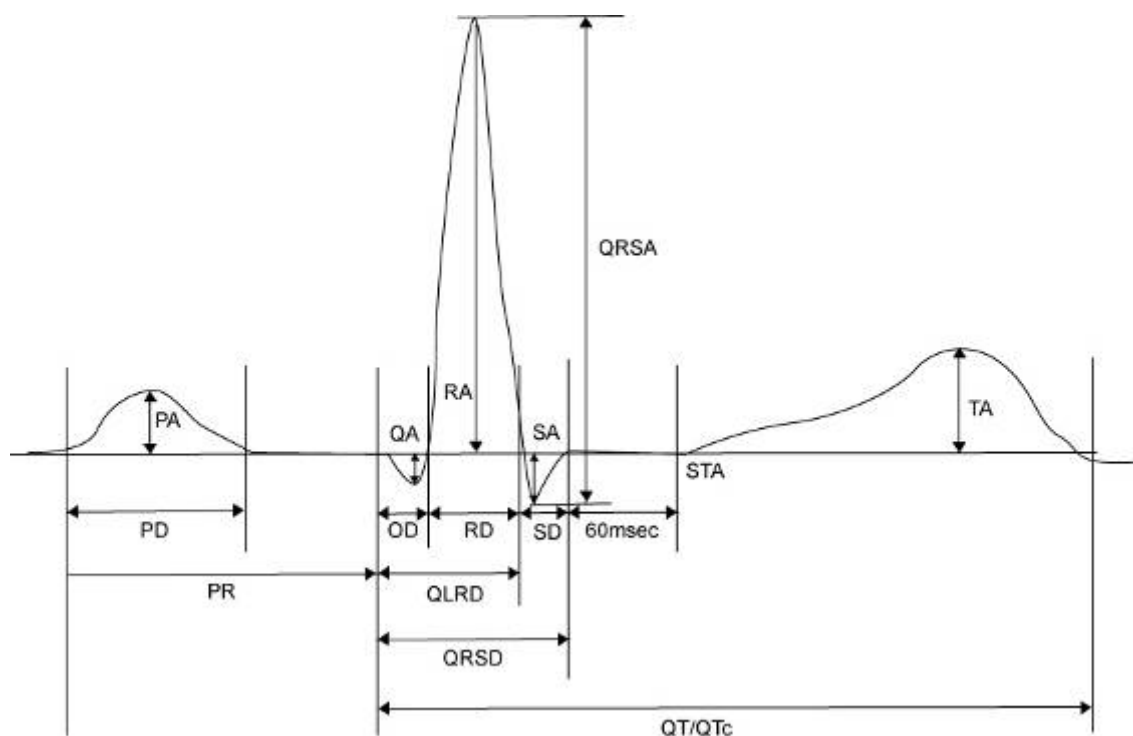 QRSA
RA
PA
QA
SA
TA
STA
PD
OD
RD
SD
60msec
PR
QLRD
QRSD
QT/QTc